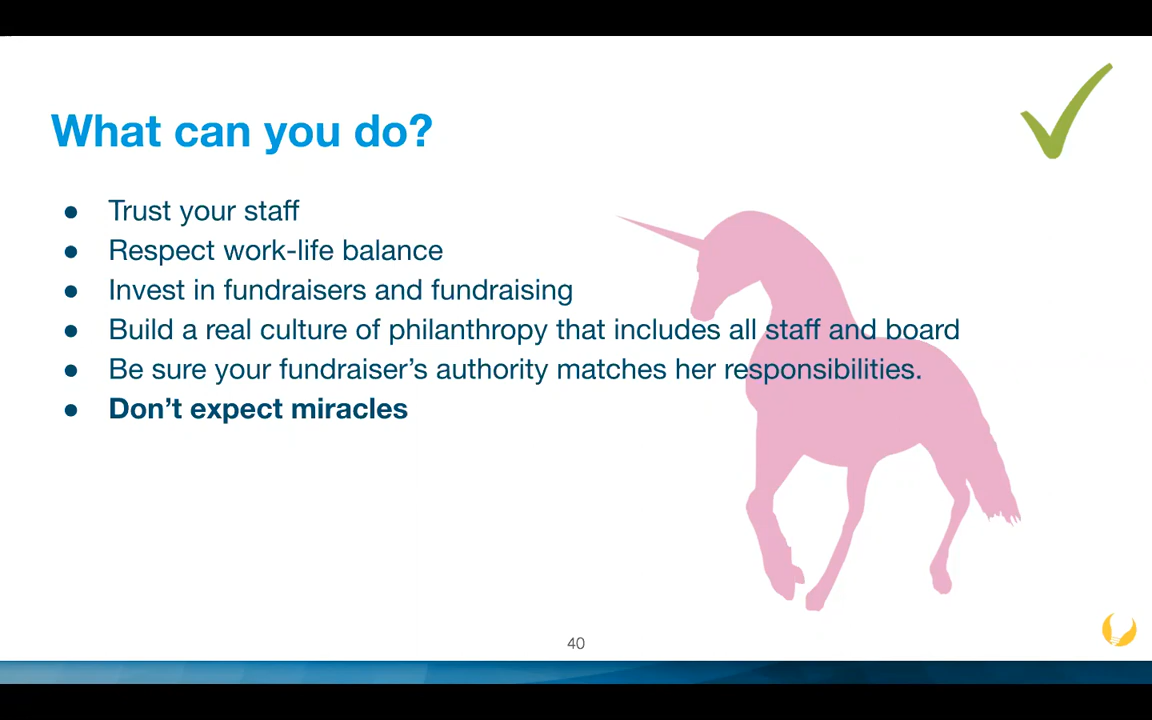 What can you do?
● Trust your staff
● Respect work-life balance
● Invest in fundraisers and fundraising
● Build a real culture of philanthropy that includes all staff and board
● Be sure your fundraiser’s authority matches her responsibilities.
● Don’t expect miracles
40